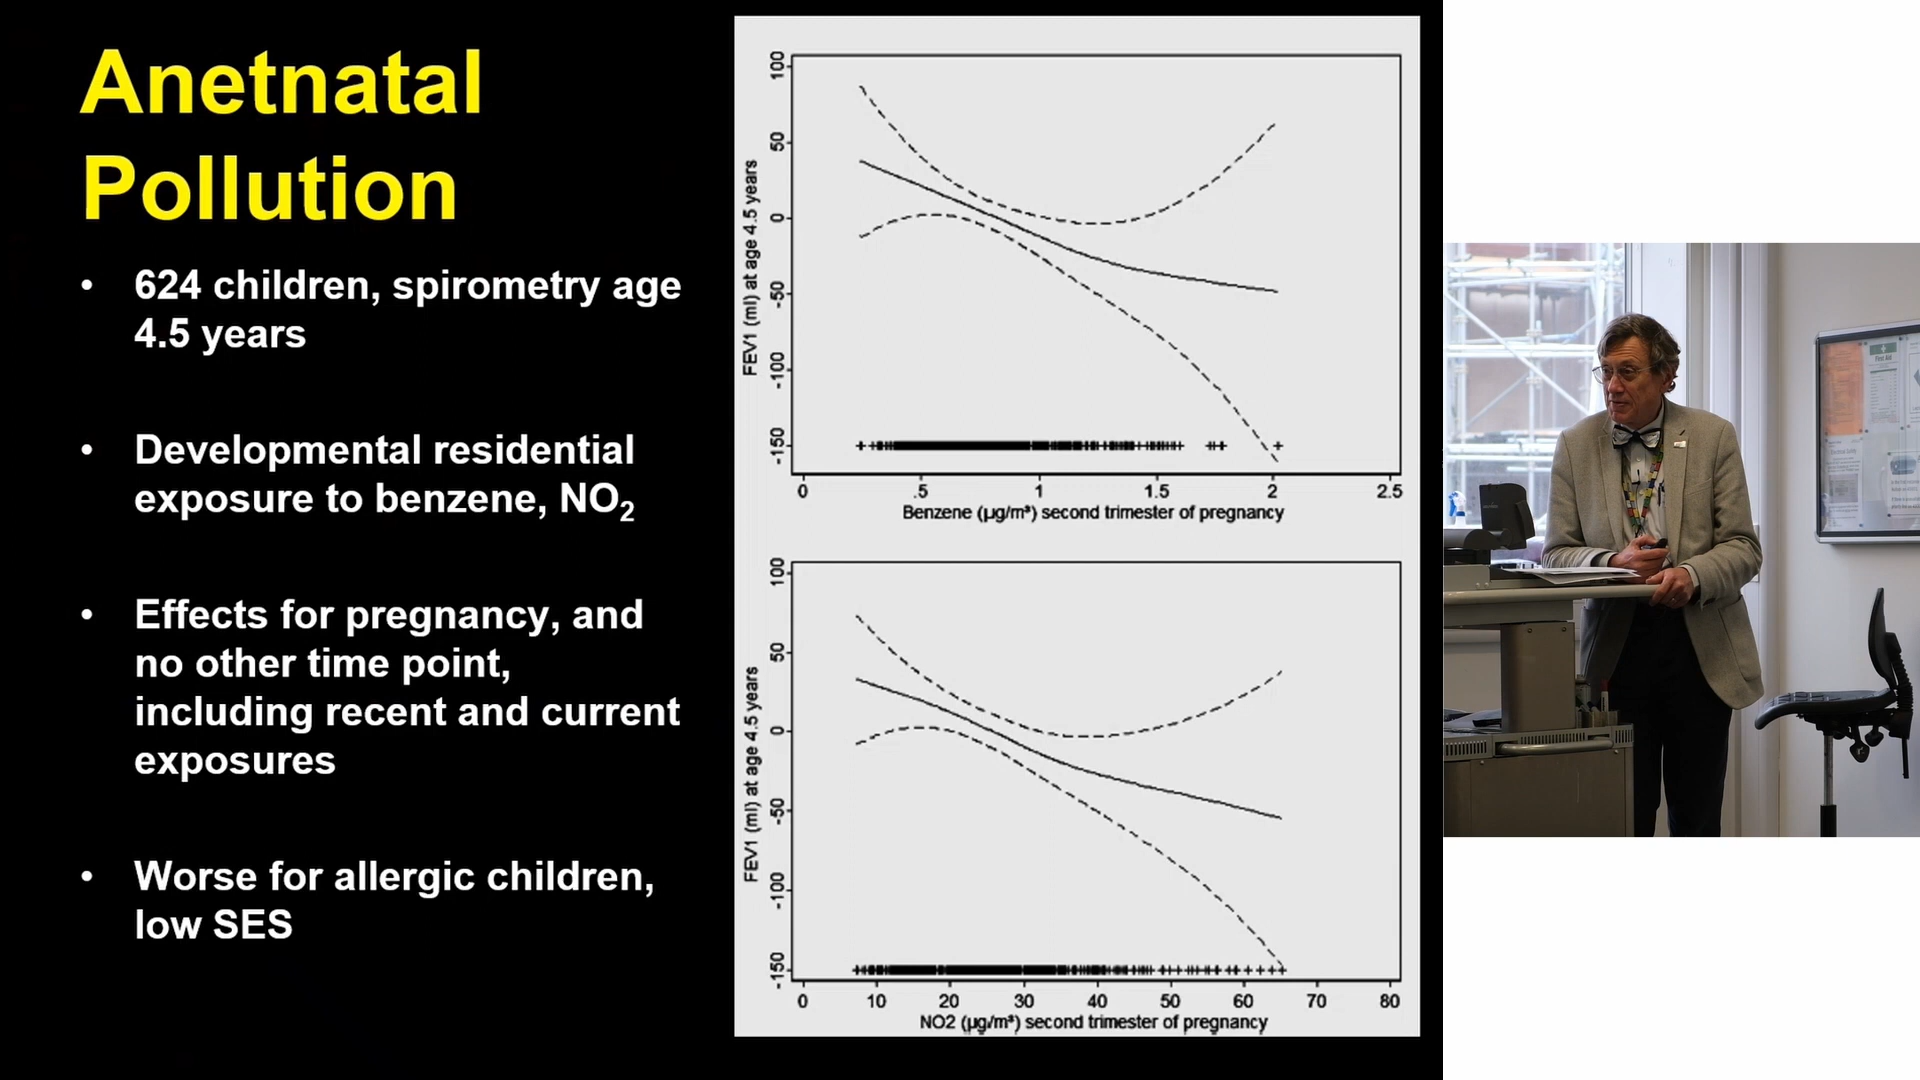 Anetnatal
Pollution
• 624 children, spirometry age
4.5 years
• Developmental residential
exposure to benzene, NO₂
• Effects for pregnancy, and
no other time point,
including recent and current
exposures
• Worse for allergic children,
low SES
FEV1 (ml) at age 4.5 years
100
50
0
-50
-100
-150
0 .5 1 1.5 2 2.5
Benzene (µg/m³) second trimester of pregnancy
FEV1 (ml) at age 4.5 years
100
50
0
-50
-100
-150
0 10 20 30 40 50 60 70 80
NO2 (µg/m³) second trimester of pregnancy
First Aid